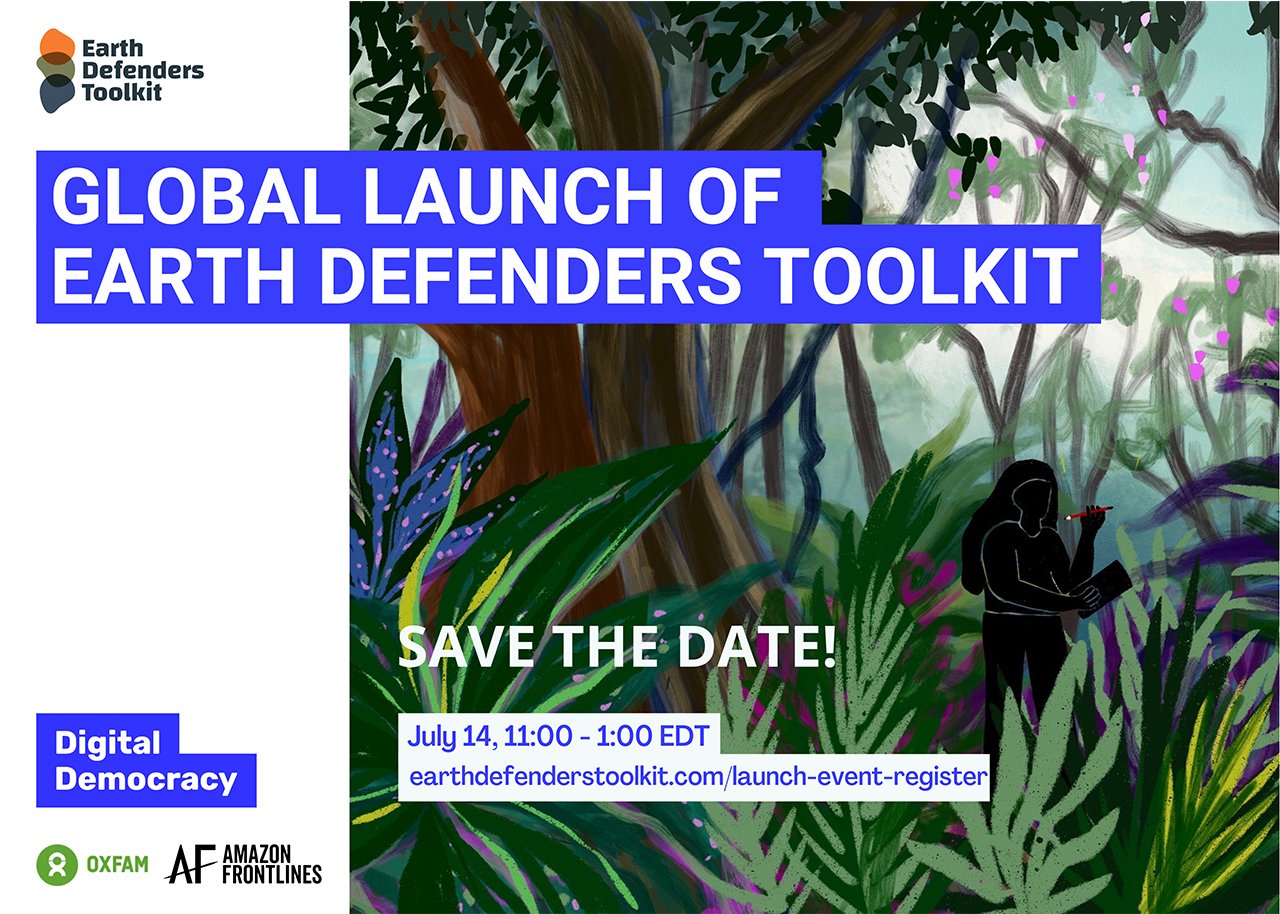 Earth
Defenders
Toolkit
GLOBAL LAUNCH OF
EARTH DEFENDERS TOOLKIT
SAVE THE DATE!
July 14, 11:00 - 1:00 EDT
earthdefenderstoolkit.com/launch-event-register
Digital
Democracy
OXFAM
AF AMAZON
FRONTLINES